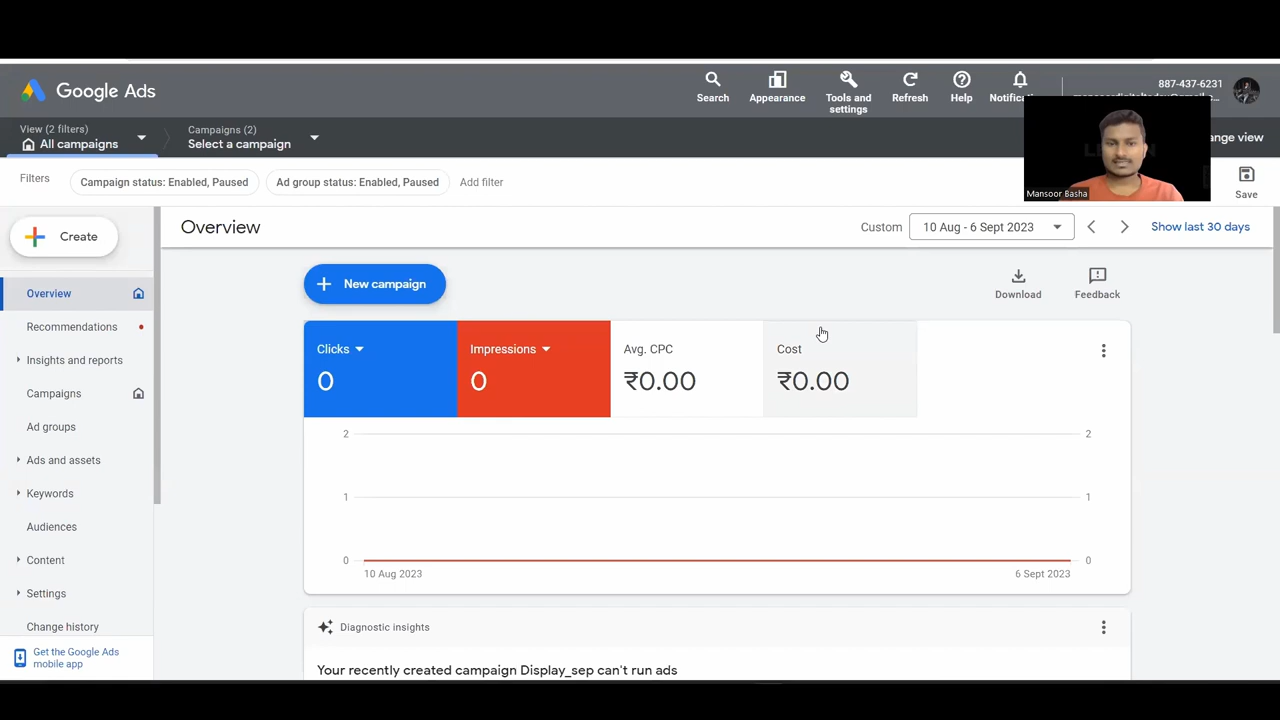 Google Ads
Search
Appearance
Tools and settings
Refresh
Help
Notific
887-437-6231
View (2 filters)
All campaigns
Campaigns (2)
Select a campaign
Mansoor Basha
Filters
Campaign status: Enabled, Paused
Ad group status: Enabled, Paused
Add filter
Save
Create
Overview
Custom
10 Aug - 6 Sept 2023
Show last 30 days
New campaign
Download
Feedback
Overview
Recommendations
Insights and reports
Campaigns
Ad groups
Ads and assets
Keywords
Audiences
Content
Settings
Change history
Get the Google Ads
mobile app
Clicks
0
Impressions
0
Avg. CPC
₹0.00
Cost
₹0.00
2
2
1
1
0
0
10 Aug 2023
6 Sept 2023
Diagnostic insights
Your recently created campaign Display_sep can't run ads